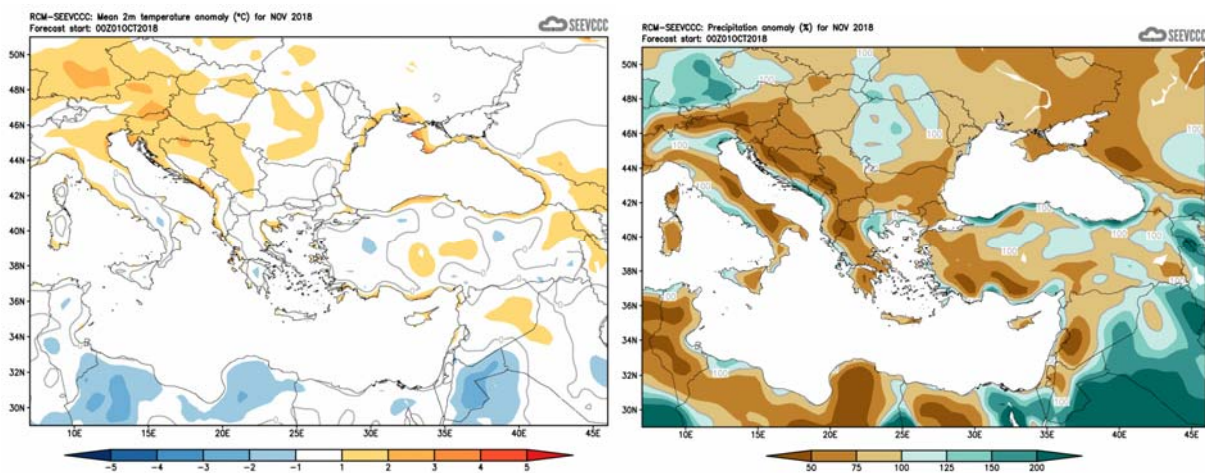 RCM-SEEVCCC: Mean 2m temperature anomaly (°C) for NOV 2018
Forecast start: 00Z01OCT2018
SEEVCCC
50N
48N
46N
44N
42N
40N
38N
36N
34N
32N
30N
10E 15E 20E 25E 30E 35E 40E 45E
-5 -4 -3 -2 -1 1 2 3 4 5
RCM-SEEVCCC: Precipitation anomaly (%) for NOV 2018
Forecast start: 00Z01OCT2018
SEEVCCC
50N
48N
46N
44N
42N
40N
38N
36N
34N
32N
30N
10E 15E 20E 25E 30E 35E 40E 45E
50 75 100 125 150 200